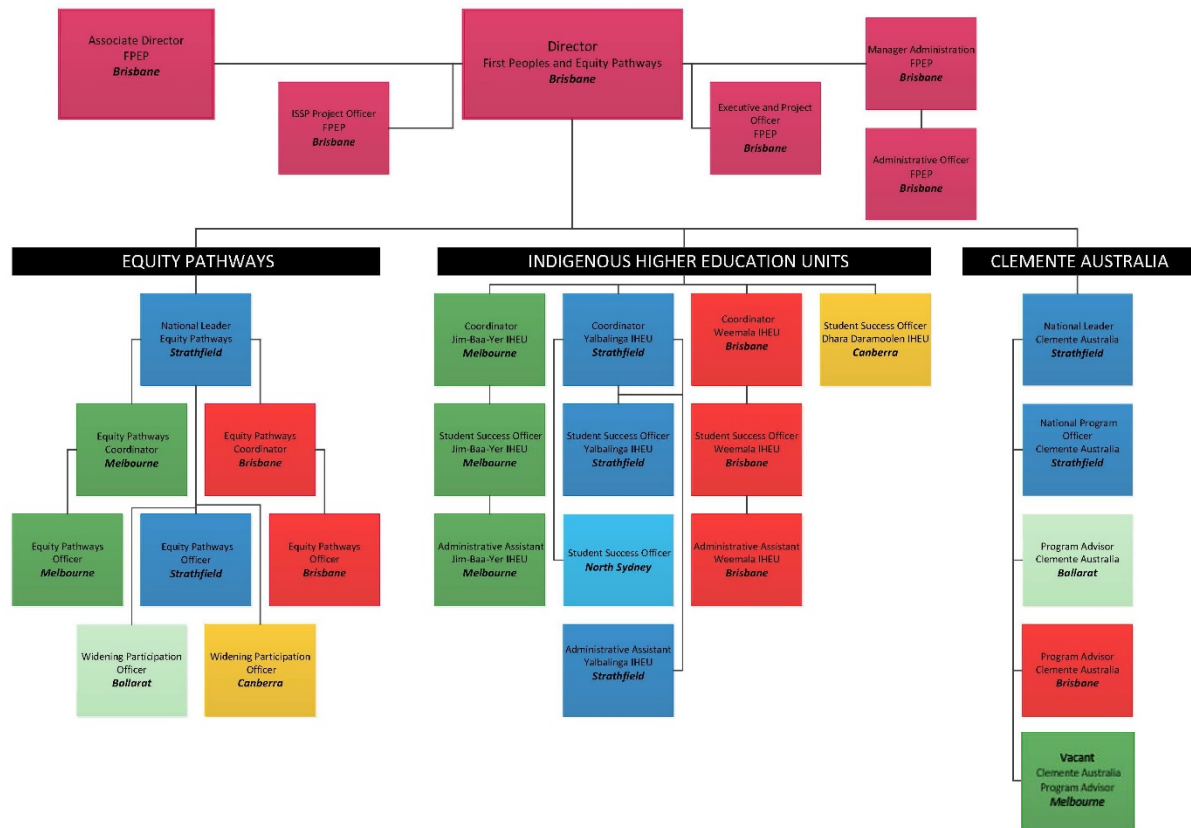 Associate Director
FPEP
Brisbane
Director
First Peoples and Equity Pathways
Brisbane
Manager Administration
FPEP
Brisbane
ISSP Project Officer
FPEP
Brisbane
Executive and Project
Officer
FPEP
Brisbane
Administrative Officer
FPEP
Brisbane
EQUITY PATHWAYS
National Leader
Equity Pathways
Strathfield
Equity Pathways
Coordinator
Melbourne
Equity Pathways
Coordinator
Brisbane
Equity Pathways
Officer
Melbourne
Equity Pathways
Officer
Strathfield
Equity Pathways
Officer
Brisbane
Widening Participation
Officer
Ballarat
Widening Participation
Officer
Canberra
INDIGENOUS HIGHER EDUCATION UNITS
Coordinator
Jim-Baa-Yer IHEU
Melbourne
Coordinator
Yalbalinga IHEU
Strathfield
Coordinator
Weemala IHEU
Brisbane
Student Success Officer
Dhara Daramoolen IHEU
Canberra
Student Success Officer
Jim-Baa-Yer IHEU
Melbourne
Student Success Officer
Yalbalinga IHEU
Strathfield
Student Success Officer
Weemala IHEU
Brisbane
Administrative Assistant
Jim-Baa-Yer IHEU
Melbourne
Student Success Officer
North Sydney
Administrative Assistant
Weemala IHEU
Brisbane
Administrative Assistant
Yalbalinga IHEU
Strathfield
CLEMENTE AUSTRALIA
National Leader
Clemente Australia
Strathfield
National Program
Officer
Clemente Australia
Strathfield
Program Advisor
Clemente Australia
Ballarat
Program Advisor
Clemente Australia
Brisbane
Vacant
Clemente Australia
Program Advisor
Melbourne